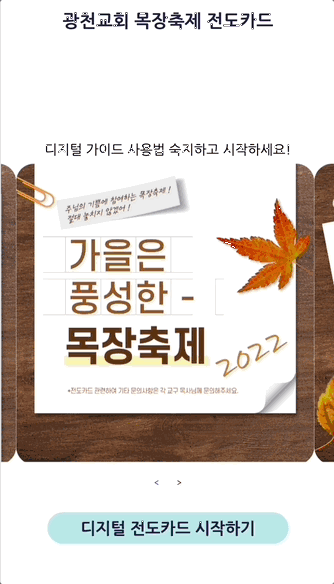 광천교회 목장축제 전도카드
디지털 가이드 사용법 숙지하고 시작하세요!
주님의 기쁨에 참여하는 목장축제 !
절대 놓치지 않겠어 !
가을은
풍성한 -
목장축제
2022
*전도카드 관련하여 기타 문의사항은 각 교구 목사님께 문의해주세요.
< >
디지털 전도카드 시작하기